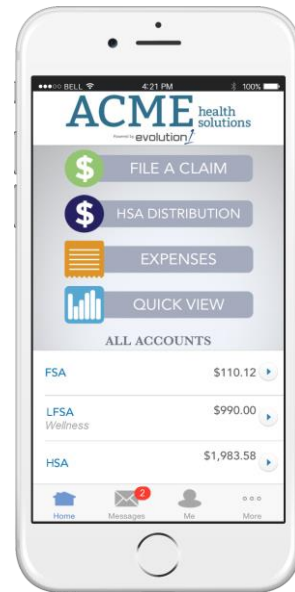 BELL 4:21 PM 100%
ACME health solutions
Powered by evolution1
$ FILE A CLAIM
$ HSA DISTRIBUTION
EXPENSES
QUICK VIEW
ALL ACCOUNTS
FSA $110.12
LFSA $990.00
Wellness
HSA $1,983.58
2
Home Messages Me More